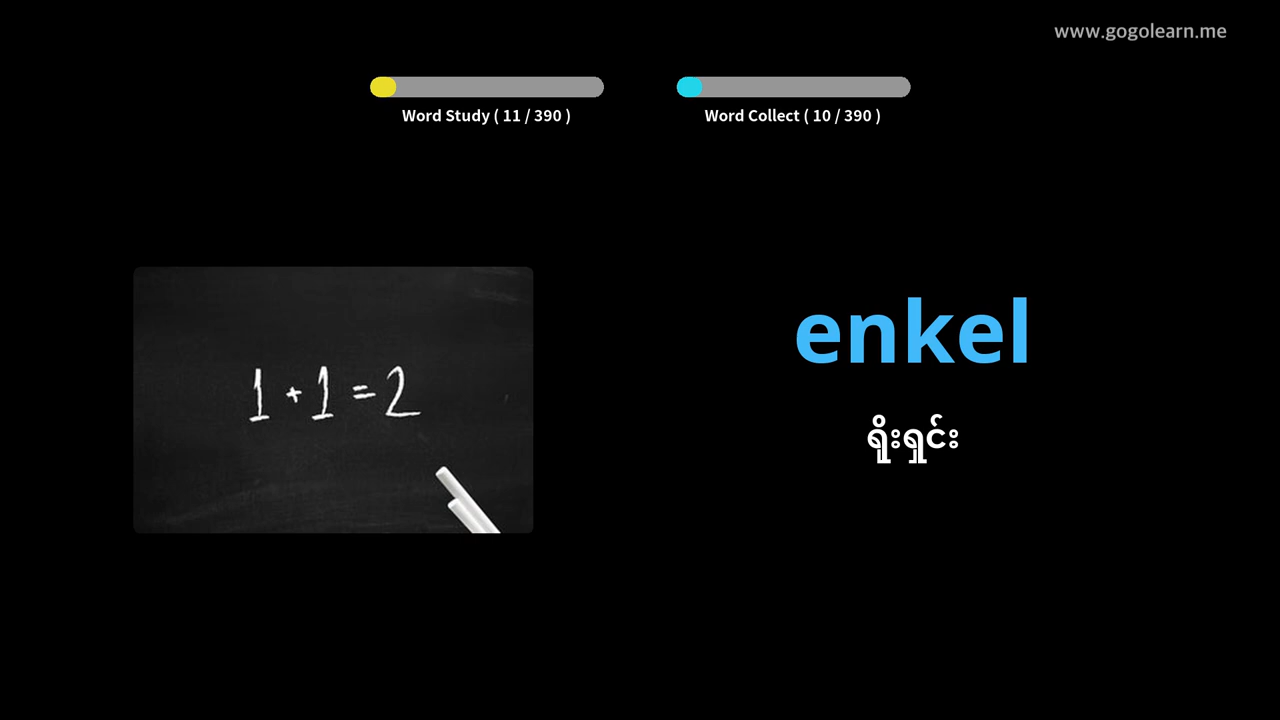 www.gogolearn.me
Word Study ( 11 / 390 )
Word Collect ( 10 / 390 )
1 + 1 = 2
enkel
ရိုးရှင်း